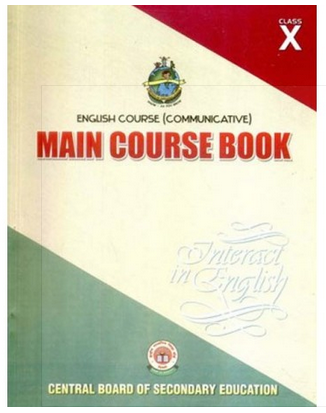 CLASS
X
ENGLISH COURSE (COMMUNICATIVE)
MAIN COURSE BOOK
Interact
in English
CENTRAL BOARD OF SECONDARY EDUCATION